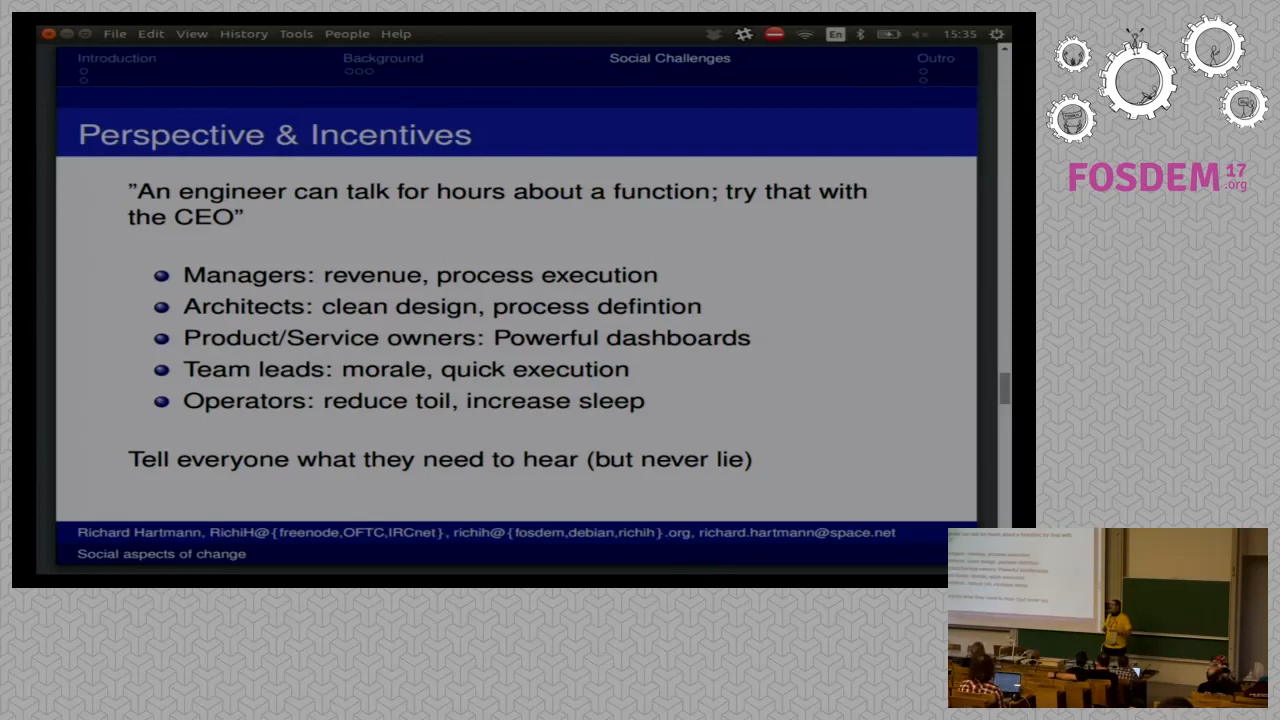 File Edit View History Tools People Help
En 15:35
Introduction Background Social Challenges Outro
Perspective & Incentives
”An engineer can talk for hours about a function; try that with
the CEO”
Managers: revenue, process execution
Architects: clean design, process defintion
Product/Service owners: Powerful dashboards
Team leads: morale, quick execution
Operators: reduce toil, increase sleep
Tell everyone what they need to hear (but never lie)
Richard Hartmann, RichiH@{freenode,OFTC,IRCnet}, richih@{fosdem,debian,richih}.org, richard.hartmann@space.net
Social aspects of change
FOSDEM 17
.org